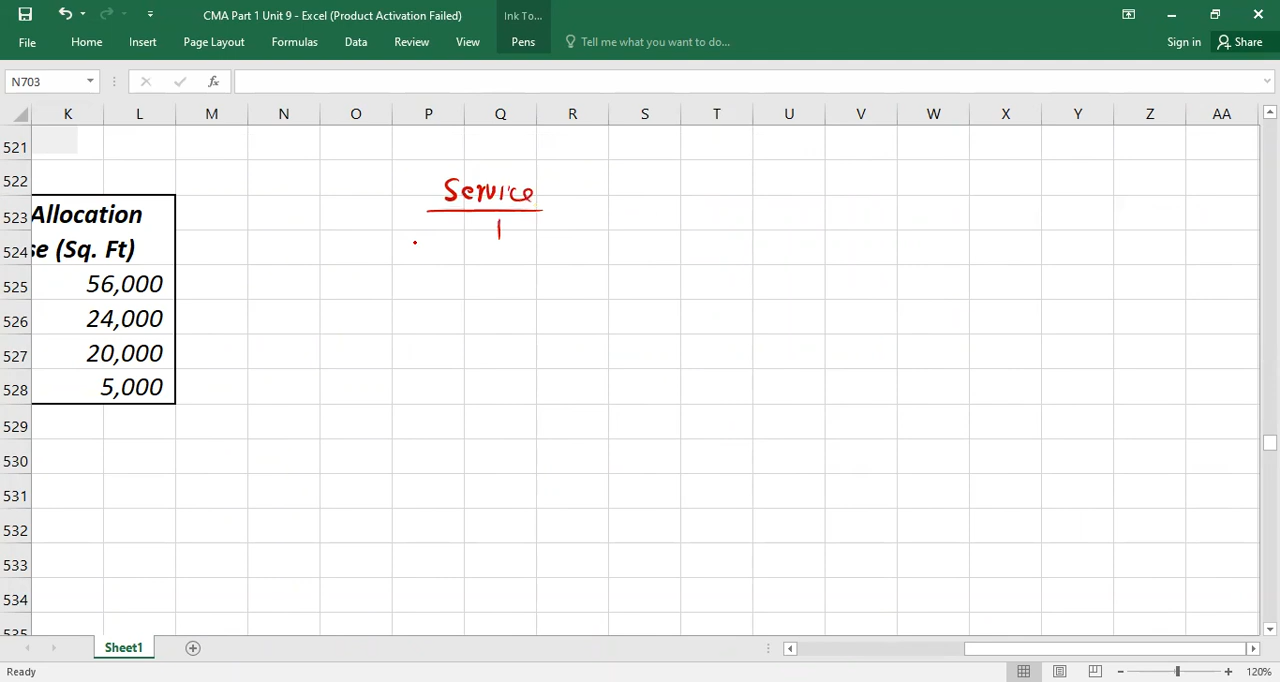 CMA Part 1 Unit 9 - Excel (Product Activation Failed)
Ink To...
File
Home
Insert
Page Layout
Formulas
Data
Review
View
Pens
Tell me what you want to do...
Sign in
Share
N703
fx
K L M N O P Q R S T U V W X Y Z AA
521
522
523
524
525
526
527
528
529
530
531
532
533
534
535
Allocation
se (Sq. Ft)
56,000
24,000
20,000
5,000
Service
Sheet1
Ready
120%